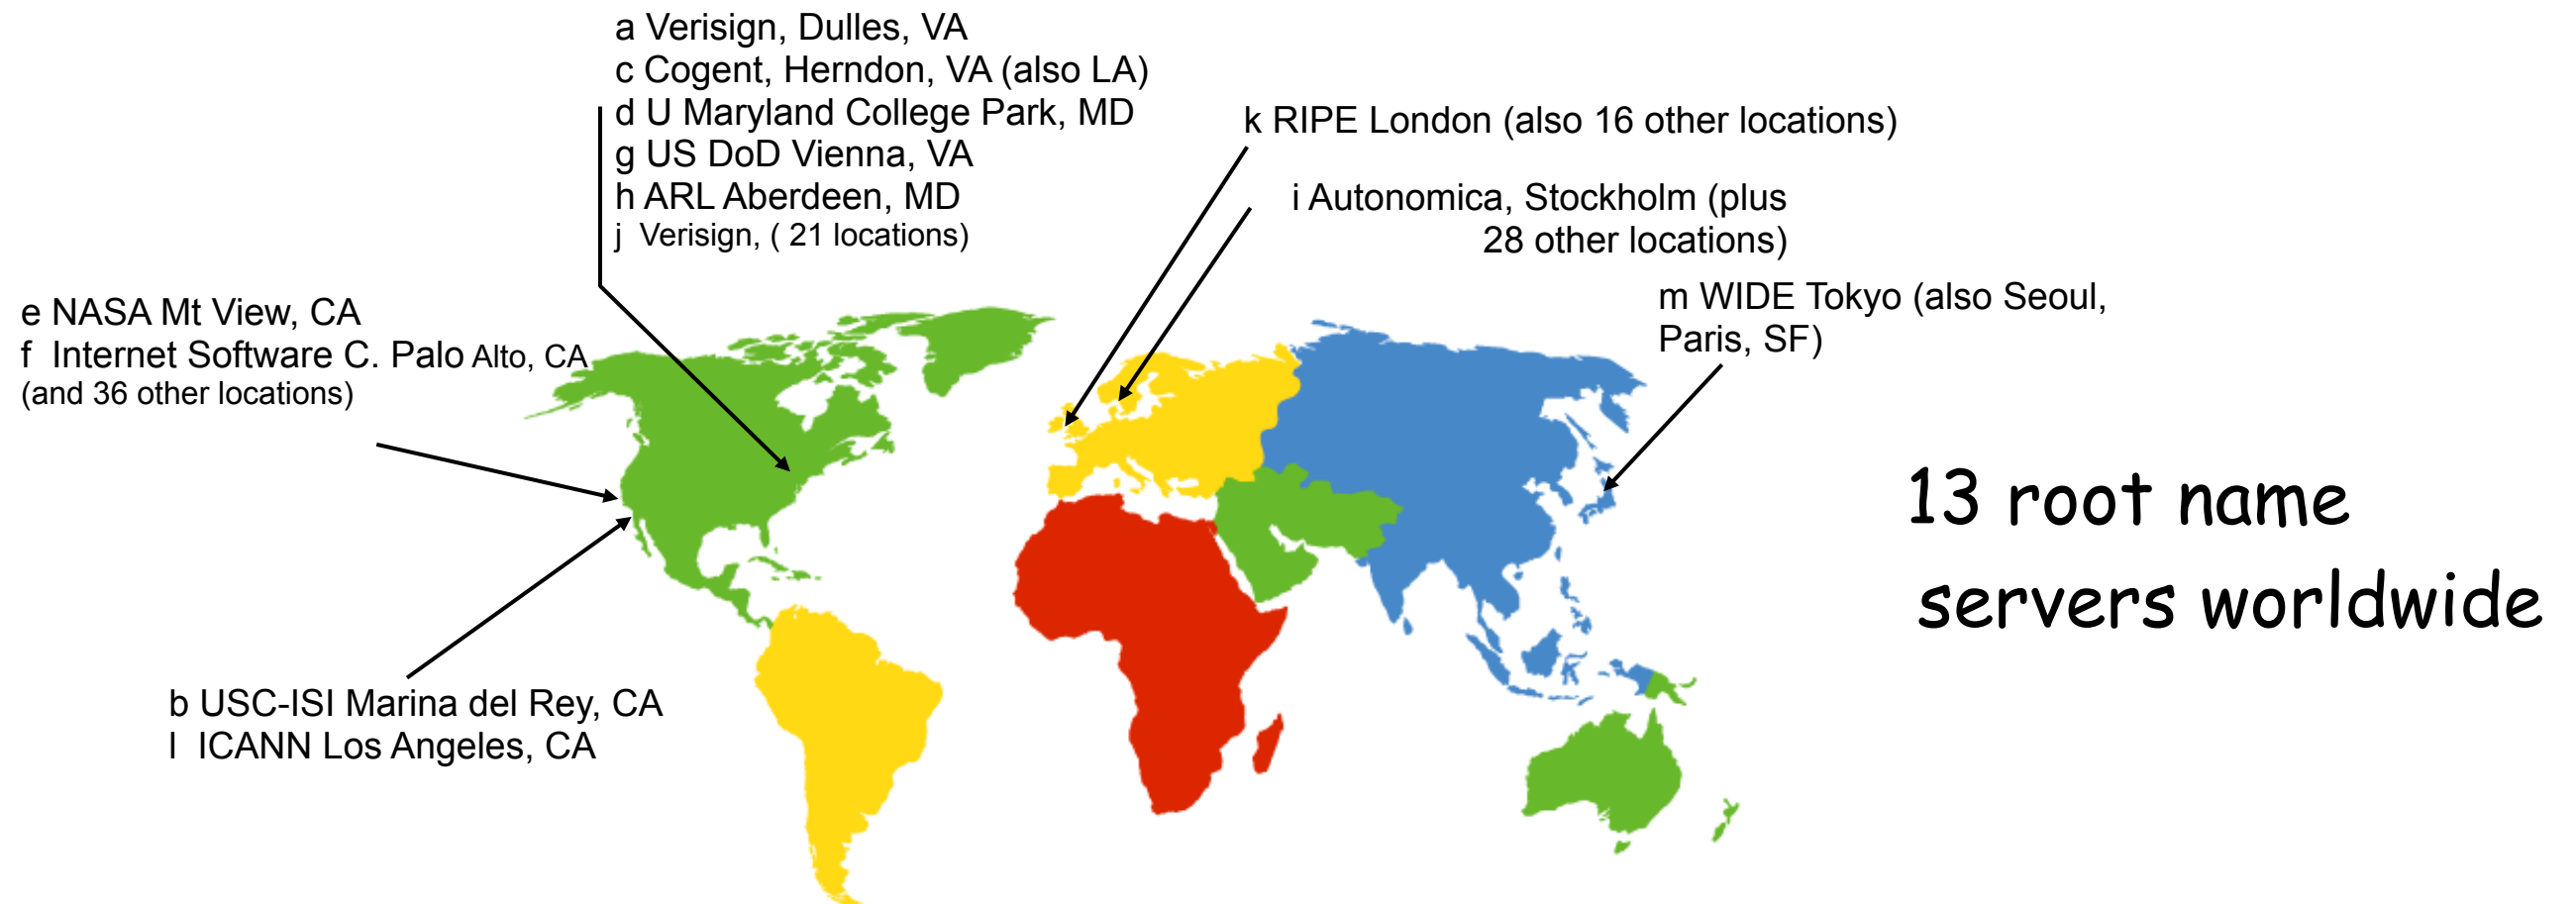 a Verisign, Dulles, VA
c Cogent, Herndon, VA (also LA)
d U Maryland College Park, MD
g US DoD Vienna, VA
h ARL Aberdeen, MD
j Verisign, ( 21 locations)
k RIPE London (also 16 other locations)
i Autonomica, Stockholm (plus
28 other locations)
m WIDE Tokyo (also Seoul,
Paris, SF)
e NASA Mt View, CA
f Internet Software C. Palo Alto, CA
(and 36 other locations)
13 root name
servers worldwide
b USC-ISI Marina del Rey, CA
l ICANN Los Angeles, CA